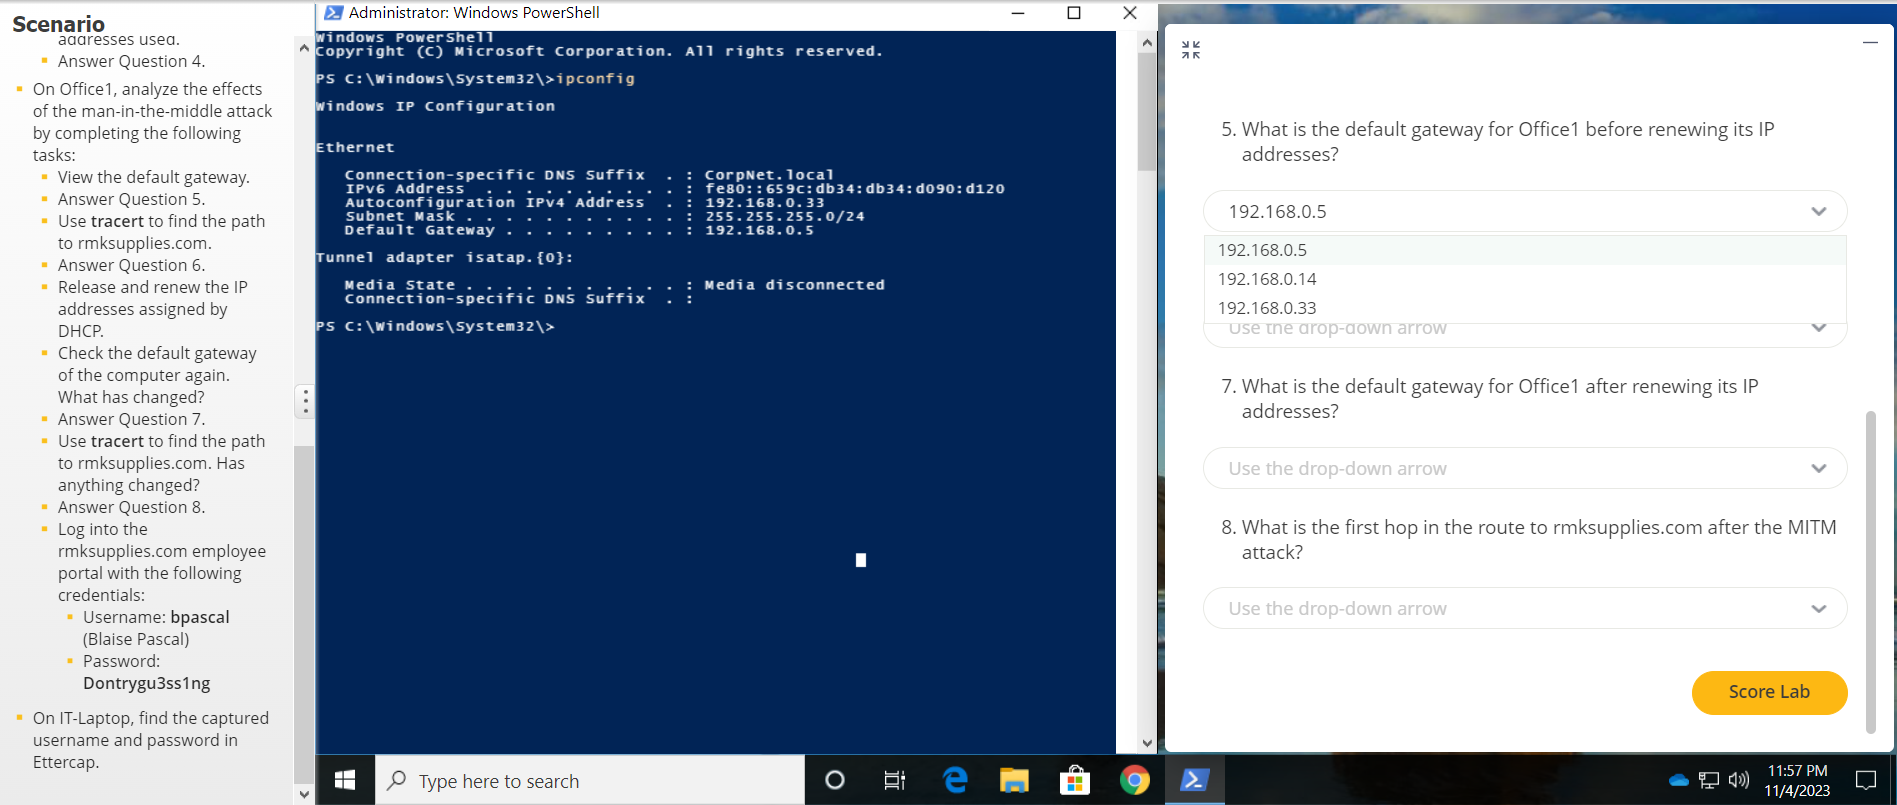 Scenario
addresses used.
Answer Question 4.
On Office1, analyze the effects
of the man-in-the-middle attack
by completing the following
tasks:
View the default gateway.
Answer Question 5.
Use tracert to find the path
to rmksupplies.com.
Answer Question 6.
Release and renew the IP
addresses assigned by
DHCP.
Check the default gateway
of the computer again.
What has changed?
Answer Question 7.
Use tracert to find the path
to rmksupplies.com. Has
anything changed?
Answer Question 8.
Log into the
rmksupplies.com employee
portal with the following
credentials:
Username: bpascal
(Blaise Pascal)
Password:
Dontrygu3ss1ng
On IT-Laptop, find the captured
username and password in
Ettercap.
Administrator: Windows PowerShell
Windows PowerShell
Copyright (C) Microsoft Corporation. All rights reserved.
PS C:\Windows\System32\>ipconfig
Windows IP Configuration
Ethernet
Connection-specific DNS Suffix . : CorpNet.local
IPv6 Address . . . . . . . . . . : fe80::659c:db34:db34:d090:d120
Autoconfiguration IPv4 Address . : 192.168.0.33
Subnet Mask . . . . . . . . . . . : 255.255.255.0/24
Default Gateway . . . . . . . . . : 192.168.0.5
Tunnel adapter isatap.{0}:
Media State . . . . . . . . . . . : Media disconnected
Connection-specific DNS Suffix . :
PS C:\Windows\System32\>
5. What is the default gateway for Office1 before renewing its IP
addresses?
192.168.0.5
192.168.0.5
192.168.0.14
192.168.0.33
Use the drop-down arrow
7. What is the default gateway for Office1 after renewing its IP
addresses?
Use the drop-down arrow
8. What is the first hop in the route to rmksupplies.com after the MITM
attack?
Use the drop-down arrow
Score Lab
Type here to search
11:57 PM
11/4/2023